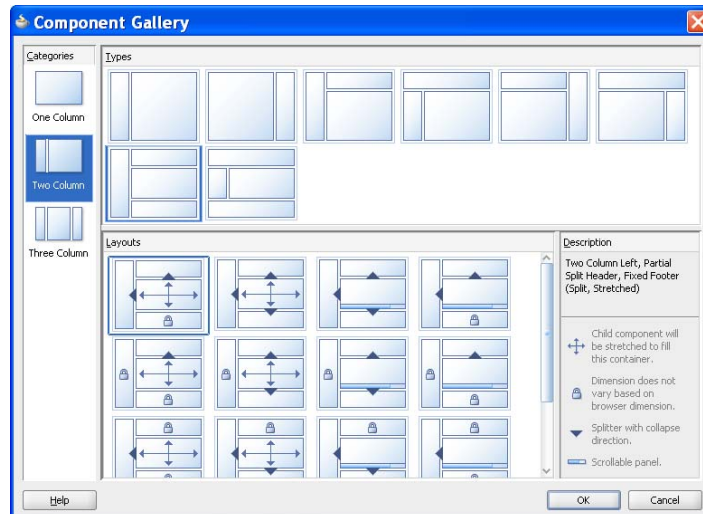 Component Gallery
Categories
Types
One Column
Two Column
Three Column
Layouts
Description
Two Column Left, Partial
Split Header, Fixed Footer
(Split, Stretched)
Child component will
be stretched to fill
this container.
Dimension does not
vary based on
browser dimension.
Splitter with collapse
direction.
Scrollable panel.
Help
OK
Cancel